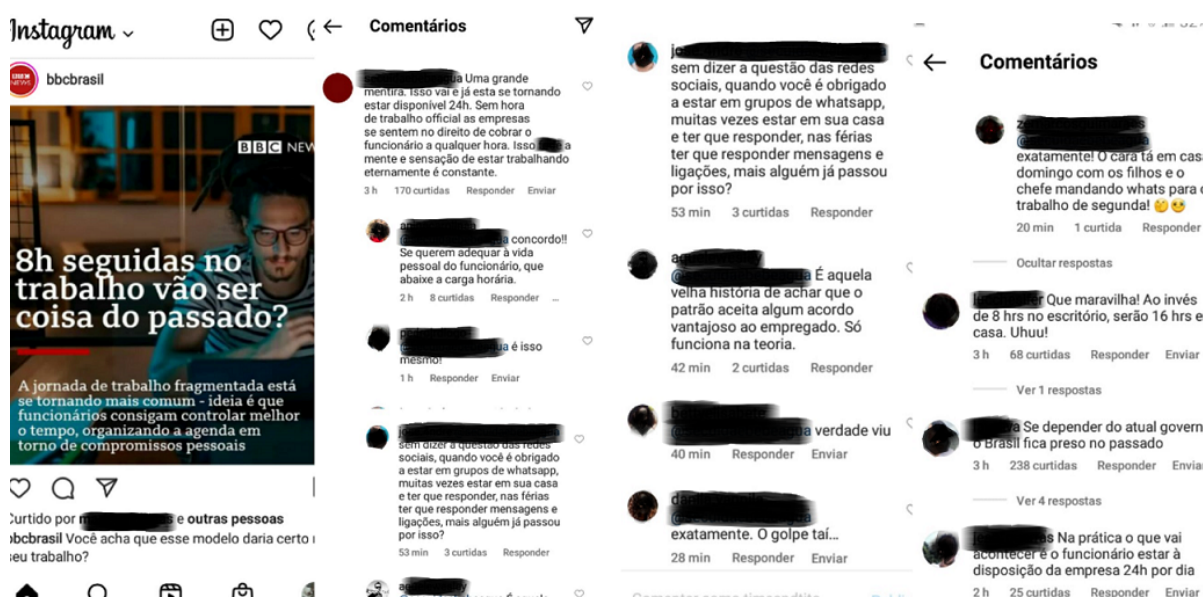 Instagram
bbcbrasil
BBC NEW
8h seguidas no
trabalho vão ser
coisa do passado?
A jornada de trabalho fragmentada está
se tornando mais comum - ideia é que
funcionários consigam controlar melhor
o tempo, organizando a agenda em
torno de compromissos pessoais
Curtido por e outras pessoas
bbcbrasil Você acha que esse modelo daria certo
seu trabalho?
Comentários
Uma grande
mentira. Isso vai e já esta se tornando
estar disponível 24h. Sem hora
de trabalho official as empresas
se sentem no direito de cobrar o
funcionário a qualquer hora. Isso a
mente e sensação de estar trabalhando
eternamente é constante.
3 h 170 curtidas Responder Enviar
concordo!!
Se querem adequar à vida
pessoal do funcionário, que
abaixe a carga horária.
2 h 8 curtidas Responder ...
é isso
mesmo!
1 h Responder Enviar
sem dizer a questão das redes
sociais, quando você é obrigado
a estar em grupos de whatsapp,
muitas vezes estar em sua casa
e ter que responder, nas férias
ter que responder mensagens e
ligações, mais alguém já passou
por isso?
53 min 3 curtidas Responder
sem dizer a questão das redes
sociais, quando você é obrigado
a estar em grupos de whatsapp,
muitas vezes estar em sua casa
e ter que responder, nas férias
ter que responder mensagens e
ligações, mais alguém já passou
por isso?
53 min 3 curtidas Responder
É aquela
velha história de achar que o
patrão aceita algum acordo
vantajoso ao empregado. Só
funciona na teoria.
42 min 2 curtidas Responder
verdade viu
40 min Responder Enviar
exatamente. O golpe taí...
28 min Responder Enviar
Comentários
exatamente! O cara tá em casa
domingo com os filhos e o
chefe mandando whats para o
trabalho de segunda! 🤔🤕
20 min 1 curtida Responder
Ocultar respostas
Que maravilha! Ao invés
de 8 hrs no escritório, serão 16 hrs e
casa. Uhuu!
3 h 68 curtidas Responder Enviar
Ver 1 respostas
Se depender do atual govern
o Brasil fica preso no passado
3 h 238 curtidas Responder Envia
Ver 4 respostas
Na prática o que vai
acontecer é o funcionário estar à
disposição da empresa 24h por dia
2 h 25 curtidas Responder Enviar